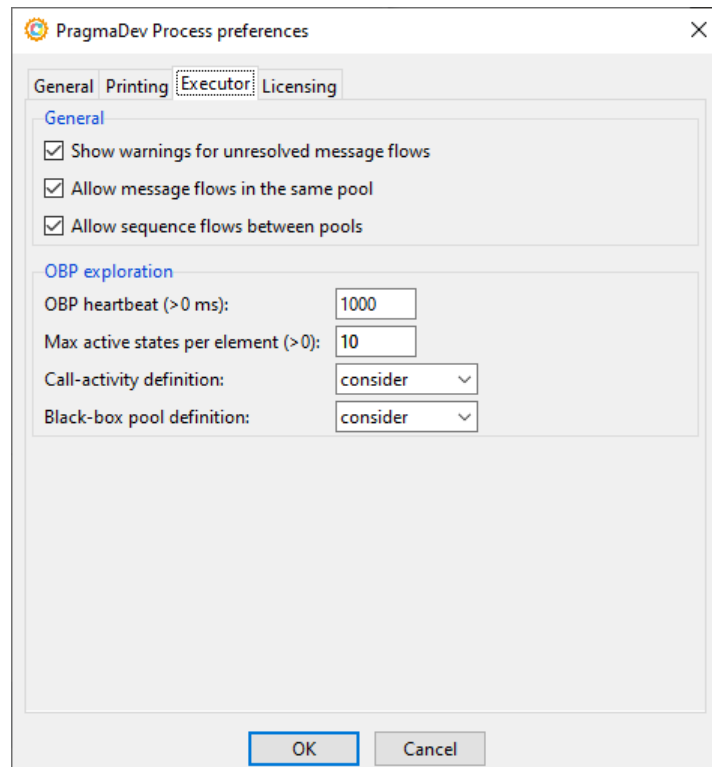 PragmaDev Process preferences
General Printing Executor Licensing
General
Show warnings for unresolved message flows
Allow message flows in the same pool
Allow sequence flows between pools
OBP exploration
OBP heartbeat (>0 ms): 1000
Max active states per element (>0): 10
Call-activity definition: consider
Black-box pool definition: consider
OK Cancel